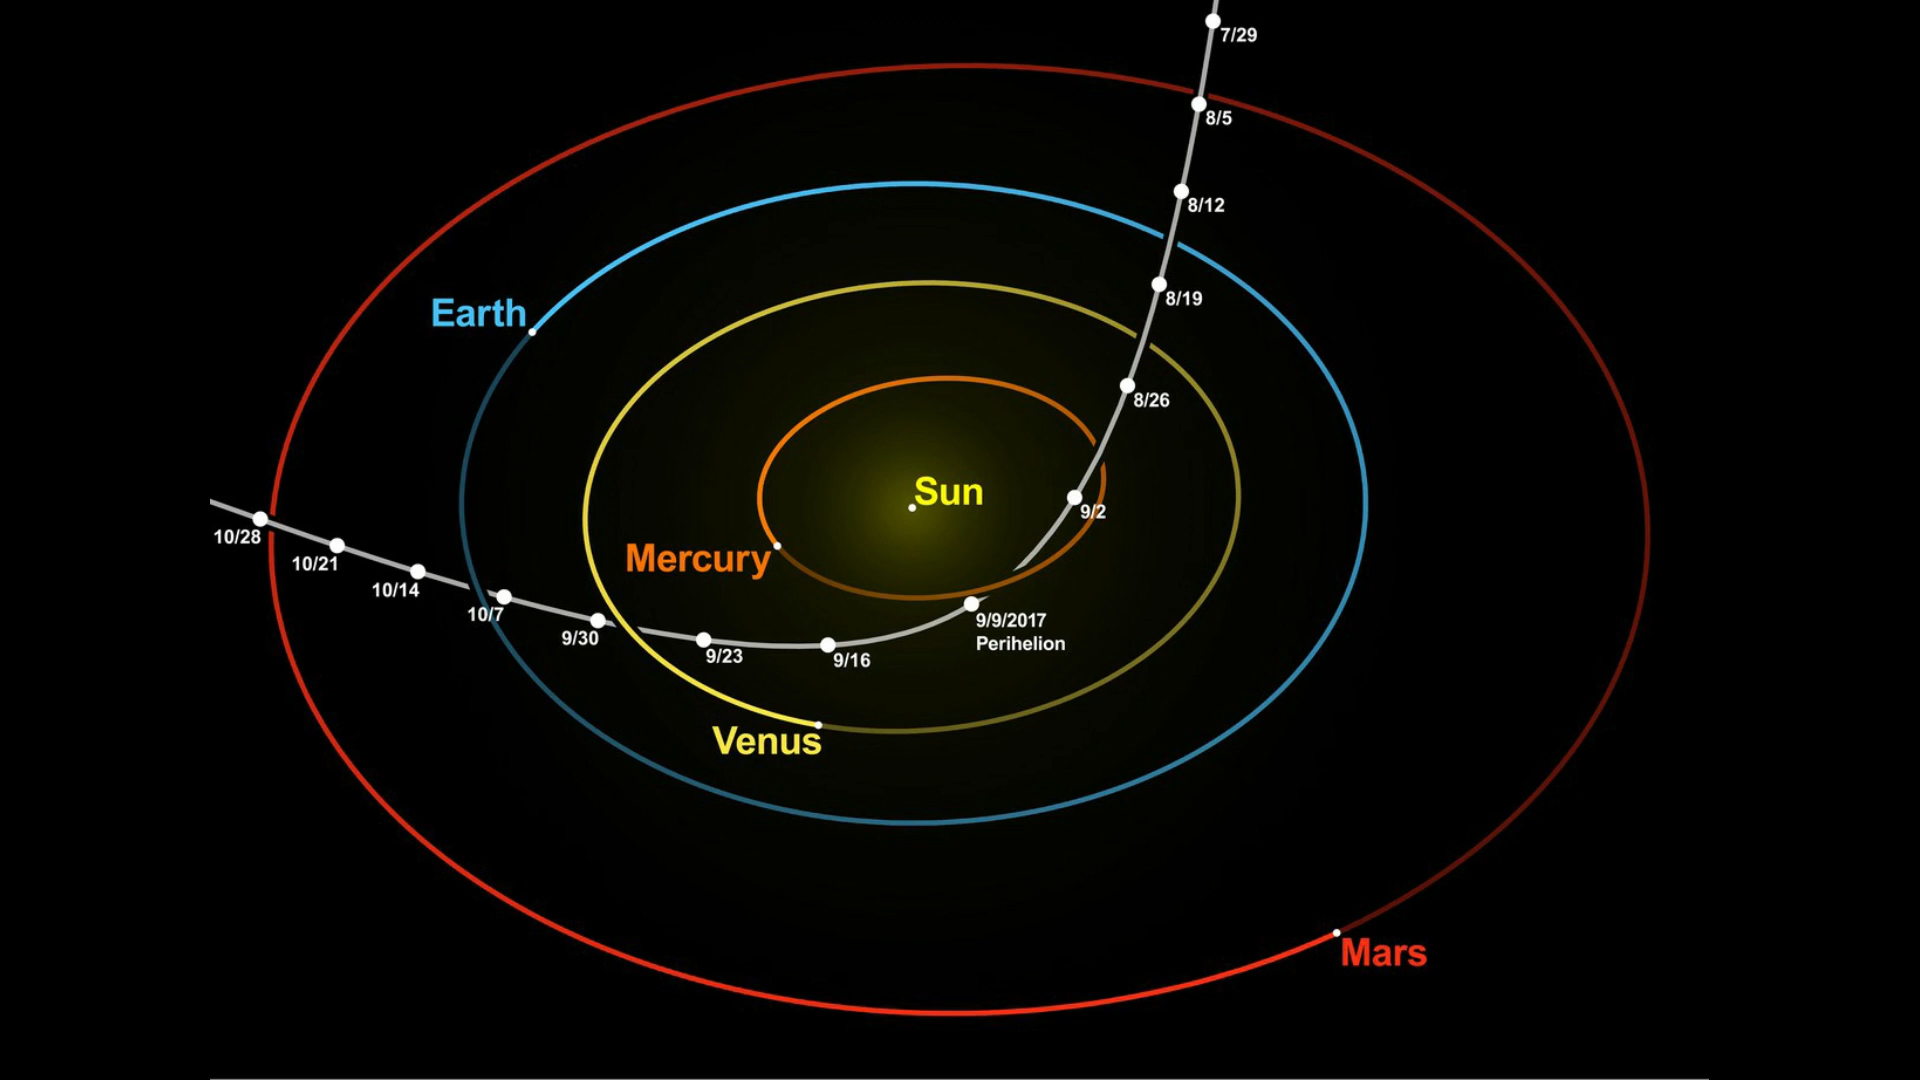 7/29
8/5
8/12
8/19
Earth
8/26
Sun
9/2
10/28
Mercury
10/21
10/14
10/7
9/9/2017
Perihelion
9/30
9/23
9/16
Venus
Mars